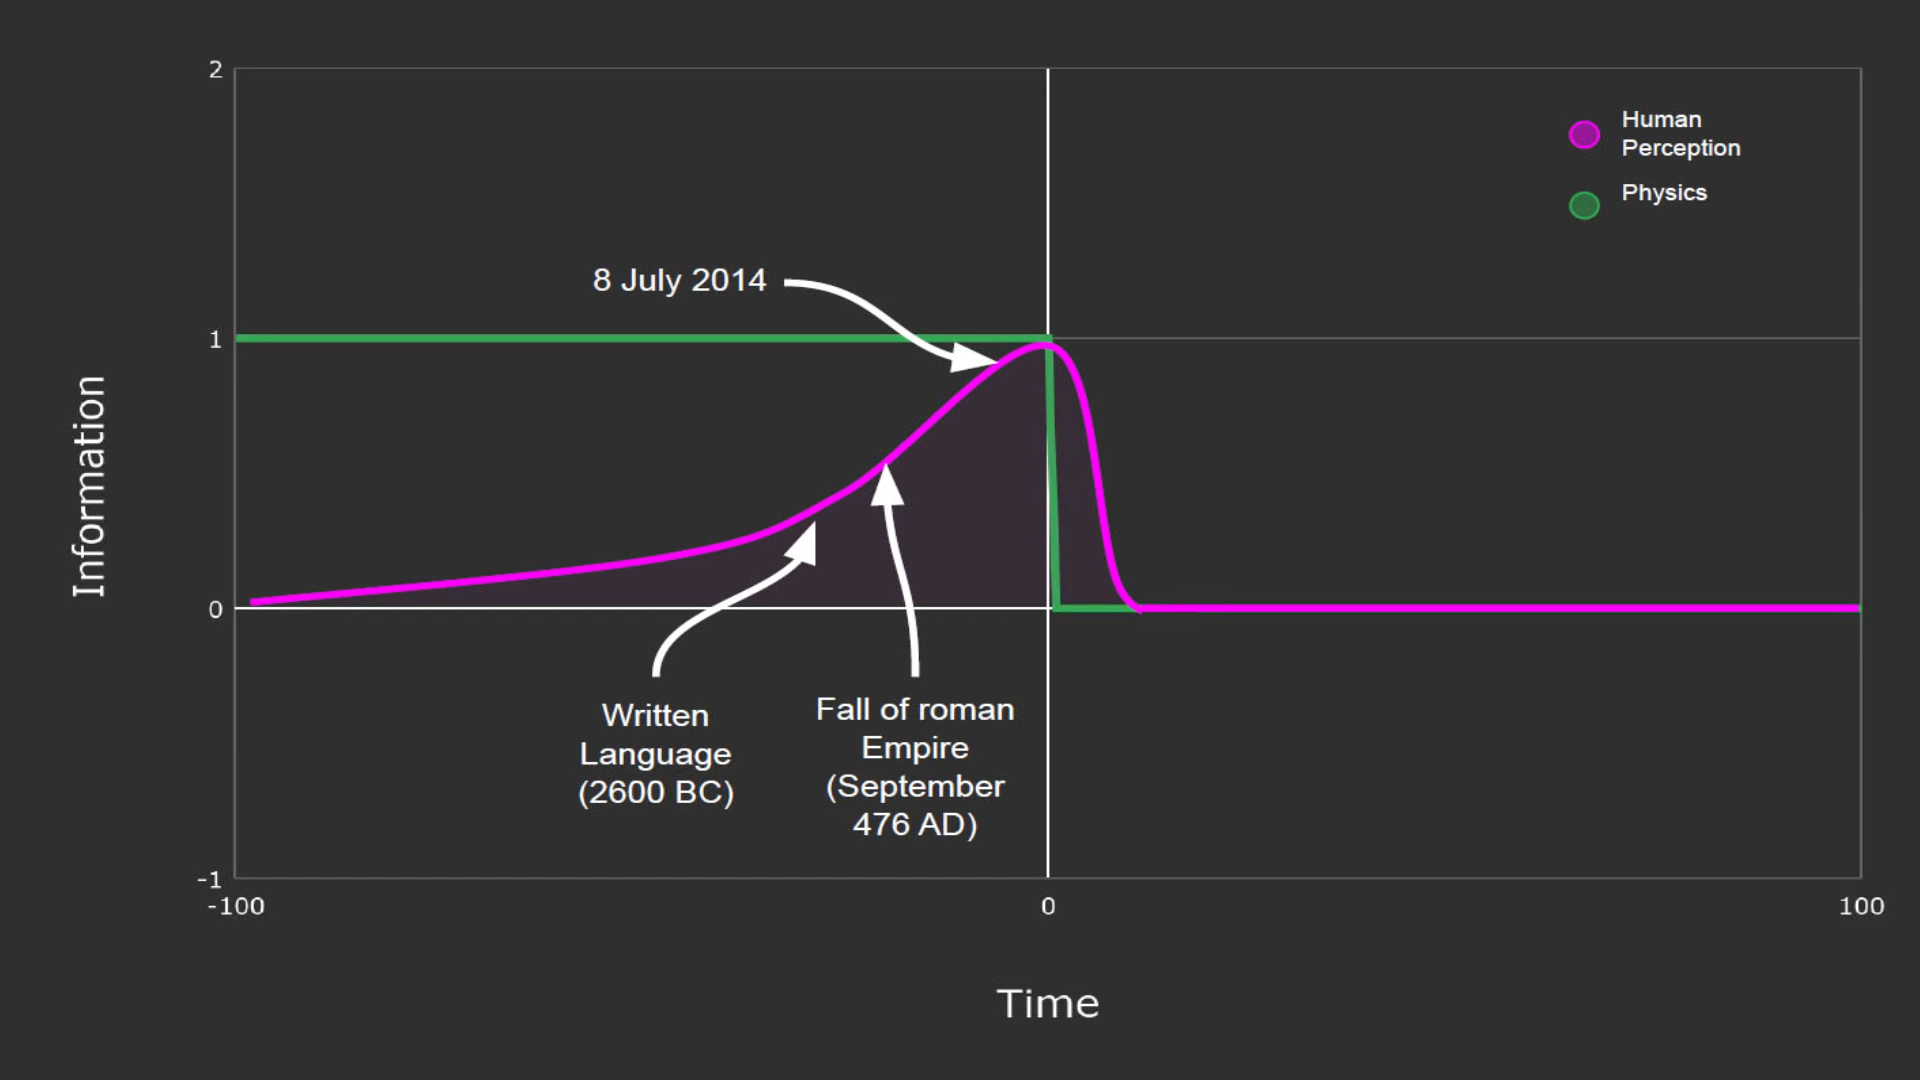 2
Human
Perception
Physics
8 July 2014
1
Information
0
Written
Language
(2600 BC)
Fall of roman
Empire
(September
476 AD)
-1
-100
0
100
Time